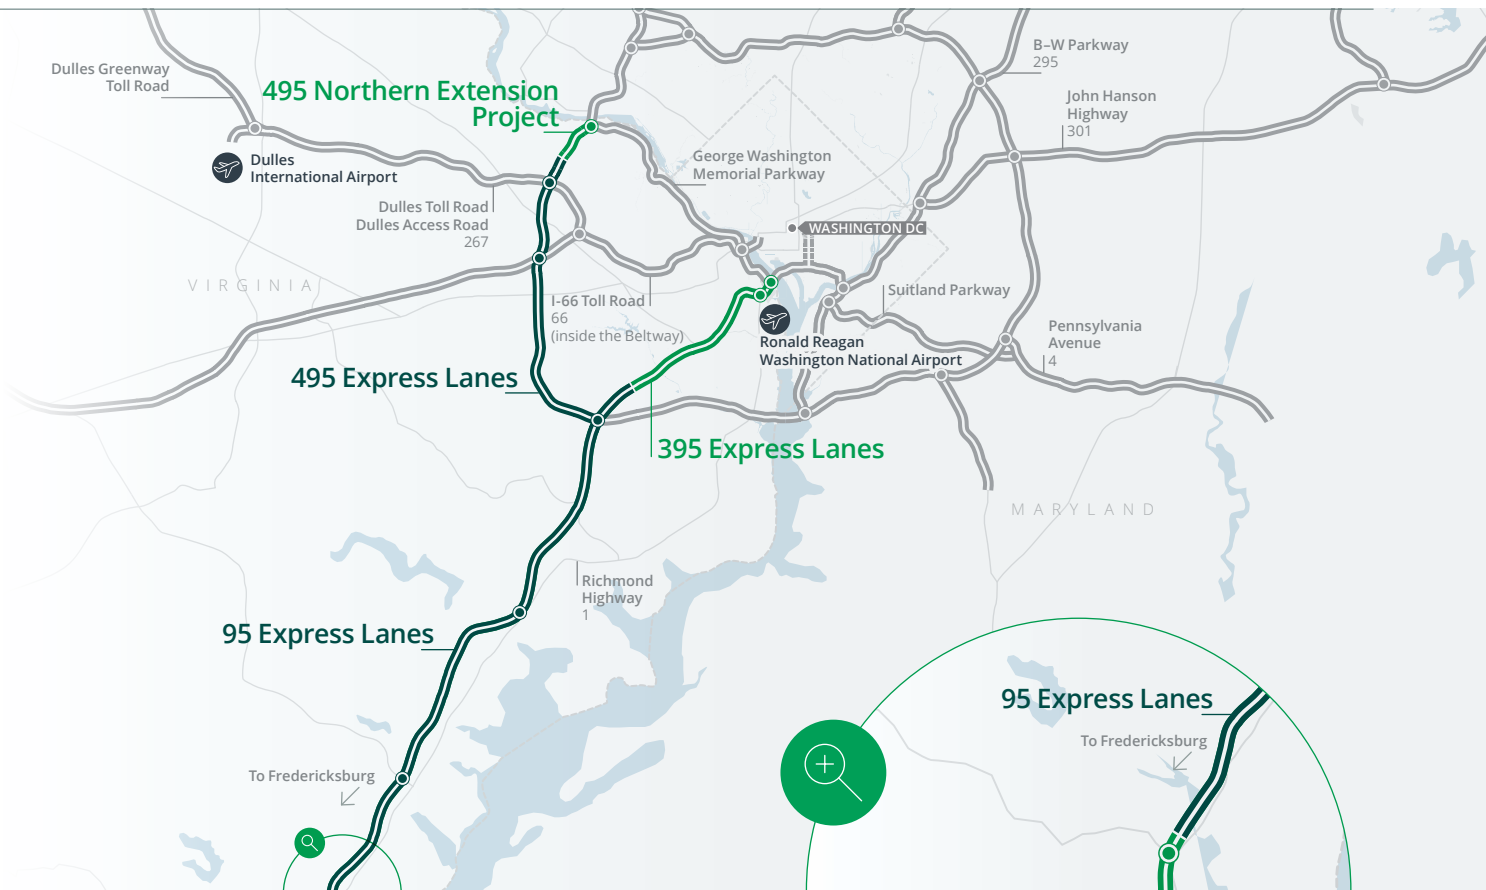 B–W Parkway
295
Dulles Greenway
Toll Road
495 Northern Extension
Project
John Hanson
Highway
301
Dulles
International Airport
George Washington
Memorial Parkway
Dulles Toll Road
Dulles Access Road
267
WASHINGTON DC
VIRGINIA
I-66 Toll Road
66
(inside the Beltway)
Suitland Parkway
Ronald Reagan
Washington National Airport
Pennsylvania
Avenue
4
495 Express Lanes
395 Express Lanes
MARYLAND
Richmond
Highway
1
95 Express Lanes
95 Express Lanes
To Fredericksburg
To Fredericksburg